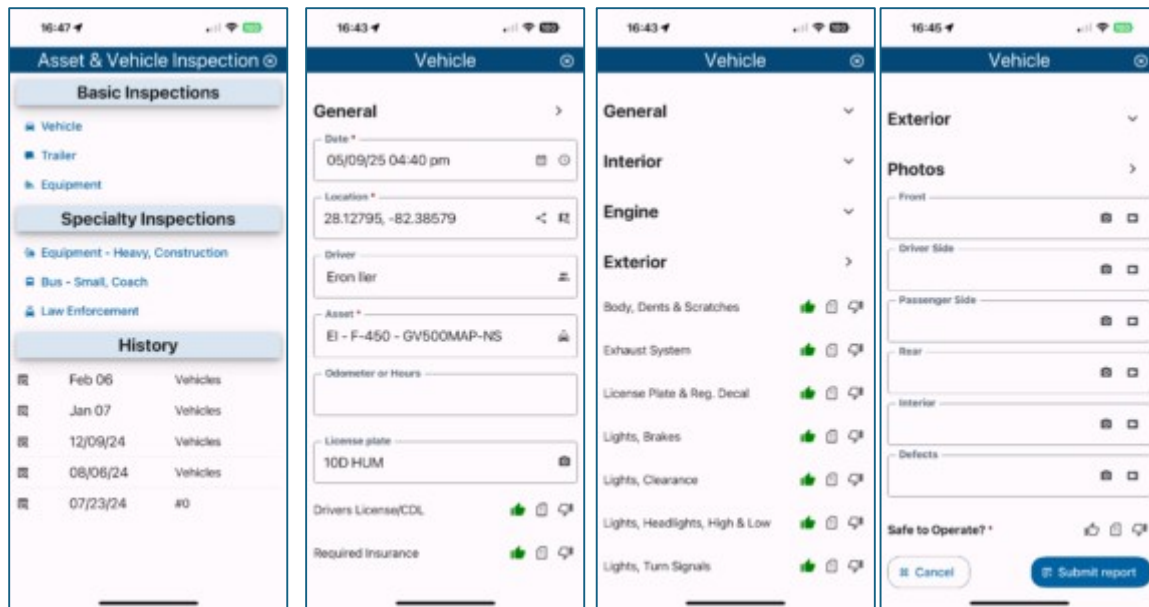 16:47
Asset & Vehicle Inspection
Basic Inspections
Vehicle
Trailer
Equipment
Specialty Inspections
Equipment - Heavy, Construction
Bus - Small, Coach
Law Enforcement
History
Feb 06 Vehicles
Jan 07 Vehicles
12/09/24 Vehicles
08/06/24 Vehicles
07/23/24 #0
16:43
100
Vehicle
General
Date *
05/09/25 04:40 pm
Location *
28.12795, -82.38579
Driver
Eron Iler
Asset *
EI - F-450 - GV500MAP-NS
Odometer or Hours
License plate
10D HUM
Drivers License/CDL
Required Insurance
16:43
100
Vehicle
General
Interior
Engine
Exterior
Body, Dents & Scratches
Exhaust System
License Plate & Reg. Decal
Lights, Brakes
Lights, Clearance
Lights, Headlights, High & Low
Lights, Turn Signals
16:45
Vehicle
Exterior
Photos
Front
Driver Side
Passenger Side
Rear
Interior
Defects
Safe to Operate? *
Cancel
Submit report